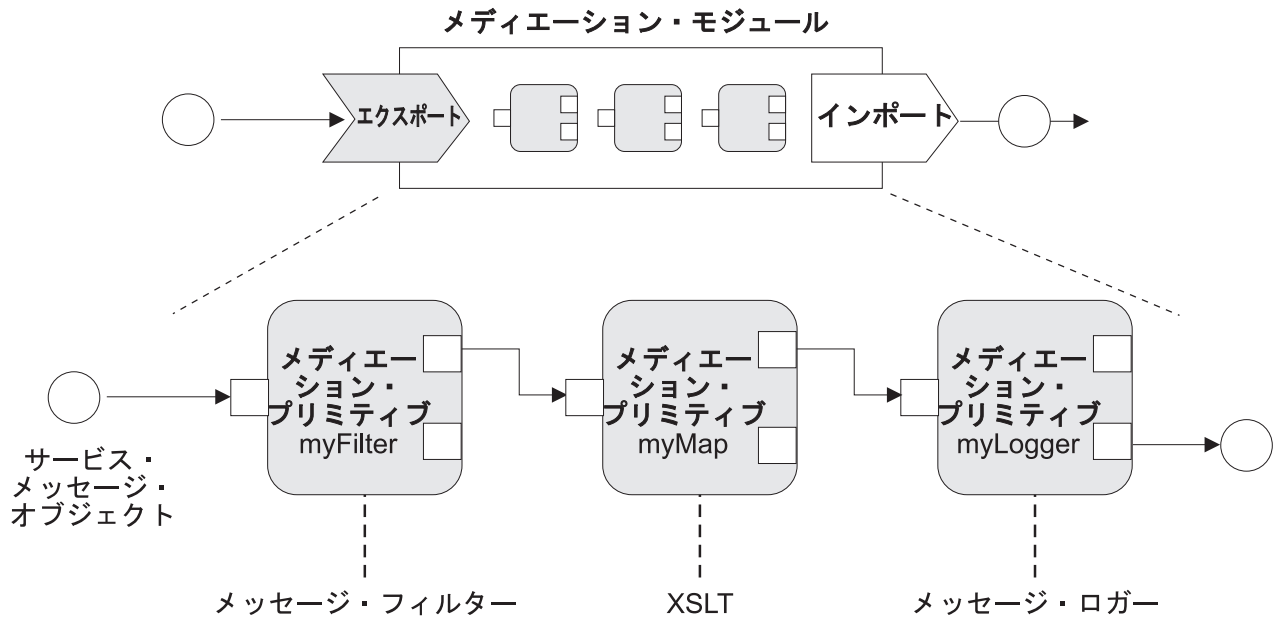 メディエーション・モジュール
エクスポート
インポート
メディエー
ション・
プリミティブ
myFilter
メディエー
ション・
プリミティブ
myMap
メディエー
ション・
プリミティブ
myLogger
サービス・
メッセージ・
オブジェクト
メッセージ・フィルター
XSLT
メッセージ・ロガー